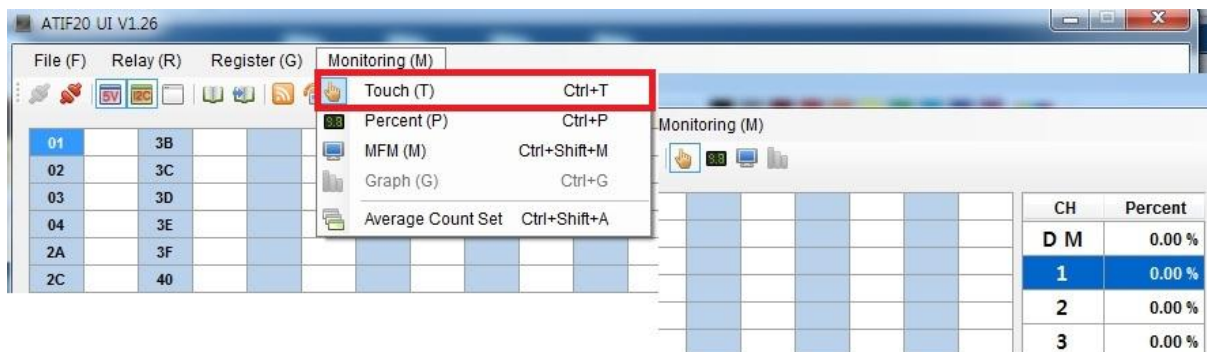 ATIF20 UI V1.26
File (F) Relay (R) Register (G) Monitoring (M)
5V I2C
Touch (T) Ctrl+T
Percent (P) Ctrl+P
MFM (M) Ctrl+Shift+M
Graph (G) Ctrl+G
Average Count Set Ctrl+Shift+A
01 3B
02 3C
03 3D
04 3E
2A 3F
2C 40
Monitoring (M)
CH Percent
D M 0.00 %
1 0.00 %
2 0.00 %
3 0.00 %